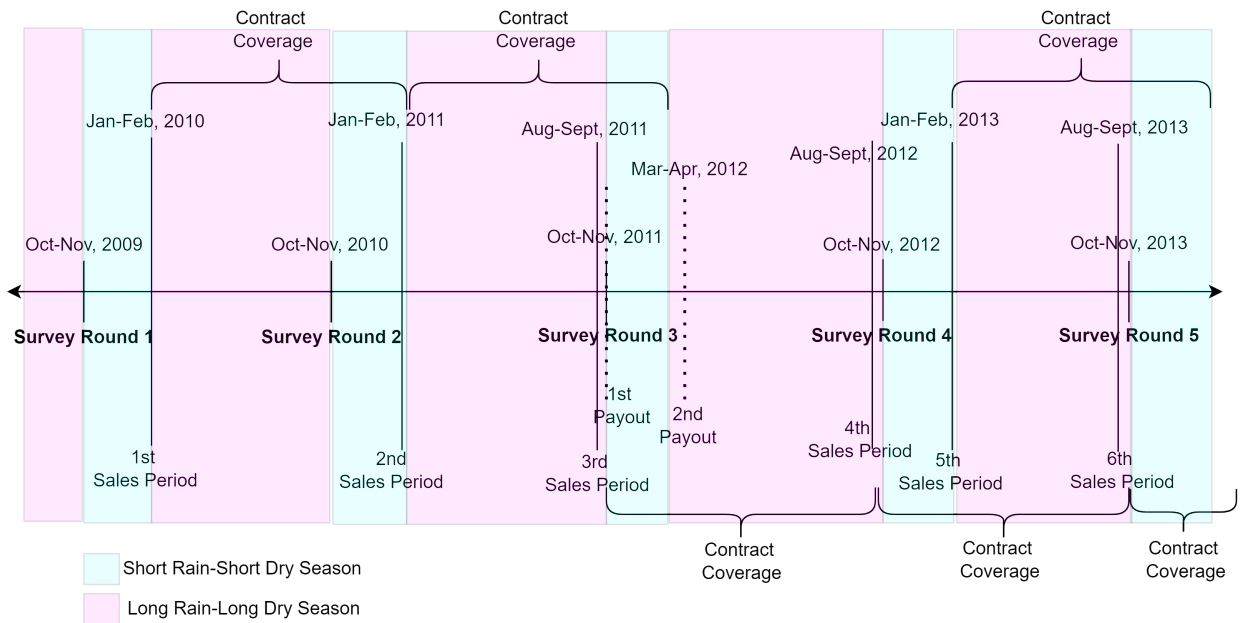 Contract
Coverage
Contract
Coverage
Contract
Coverage
Jan-Feb, 2010
Jan-Feb, 2011
Aug-Sept, 2011
Mar-Apr, 2012
Aug-Sept, 2012
Jan-Feb, 2013
Aug-Sept, 2013
Oct-Nov, 2009
Oct-Nov, 2010
Oct-Nov, 2011
Oct-Nov, 2012
Oct-Nov, 2013
Survey Round 1
Survey Round 2
Survey Round 3
Survey Round 4
Survey Round 5
1st
Payout
2nd
Payout
1st
Sales Period
2nd
Sales Period
3rd
Sales Period
4th
Sales Period
5th
Sales Period
6th
Sales Period
Contract
Coverage
Contract
Coverage
Contract
Coverage
Short Rain-Short Dry Season
Long Rain-Long Dry Season